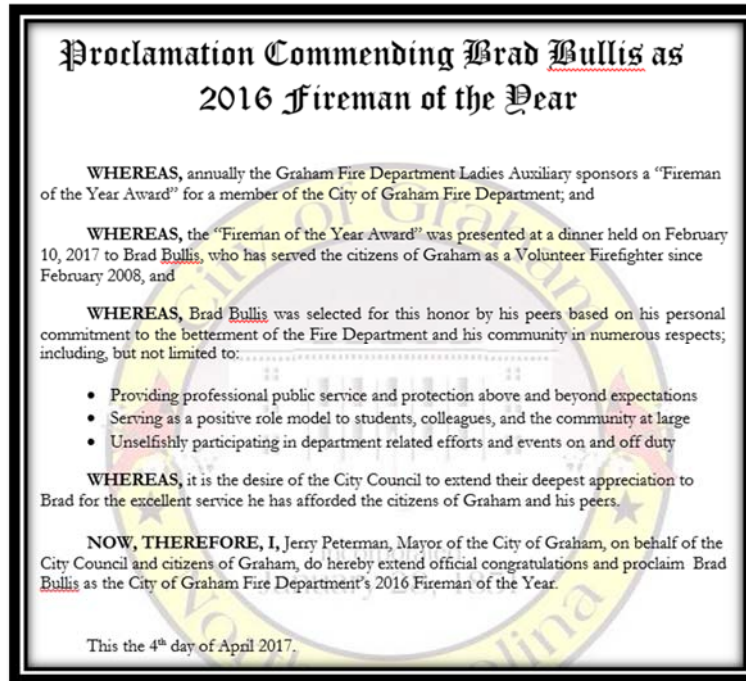 Proclamation Commending Brad Bullis as
2016 Fireman of the Year
WHEREAS, annually the Graham Fire Department Ladies Auxiliary sponsors a “Fireman
of the Year Award” for a member of the City of Graham Fire Department; and
WHEREAS, the “Fireman of the Year Award” was presented at a dinner held on February
10, 2017 to Brad Bullis, who has served the citizens of Graham as a Volunteer Firefighter since
February 2008, and
WHEREAS, Brad Bullis was selected for this honor by his peers based on his personal
commitment to the betterment of the Fire Department and his community in numerous respects;
including, but not limited to:
• Providing professional public service and protection above and beyond expectations
• Serving as a positive role model to students, colleagues, and the community at large
• Unselfishly participating in department related efforts and events on and off duty
WHEREAS, it is the desire of the City Council to extend their deepest appreciation to
Brad for the excellent service he has afforded the citizens of Graham and his peers.
NOW, THEREFORE, I, Jerry Peterman, Mayor of the City of Graham, on behalf of the
City Council and citizens of Graham, do hereby extend official congratulations and proclaim Brad
Bullis as the City of Graham Fire Department’s 2016 Fireman of the Year.
This the 4th day of April 2017.
City of Graham
Incorporated